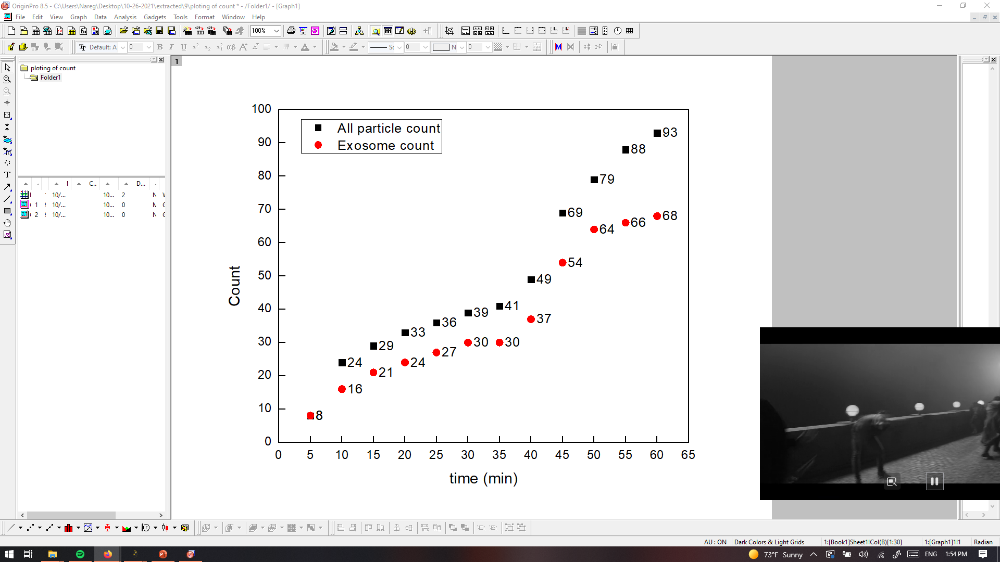 OriginPro 8.5 - C:\Users\Nareg\Desktop\10-26-2021\extracted\9\ploting of count * - /Folder1/ - [Graph1]
File Edit View Graph Data Analysis Gadgets Tools Format Window Help
100%
Default: A 0 B I U αβ A A 0 N 0
ploting of count
Folder1
1
C.. D...
10/... 10... 2 N
1 10/... 10... 0 M
2 10/... 10... 0 N
All particle count
Exosome count
Count
100
90
80
70
60
50
40
30
20
10
0
93
88
79
69
49
41
39
36
33
29
24
8
68
66
64
54
37
30
30
27
24
21
16
0 5 10 15 20 25 30 35 40 45 50 55 60 65
time (min)
AU : ON Dark Colors & Light Grids 1:[Book1]Sheet1!Col(B)[1:30] 1:[Graph1]1!1 Radian
73°F Sunny ENG 1:54 PM